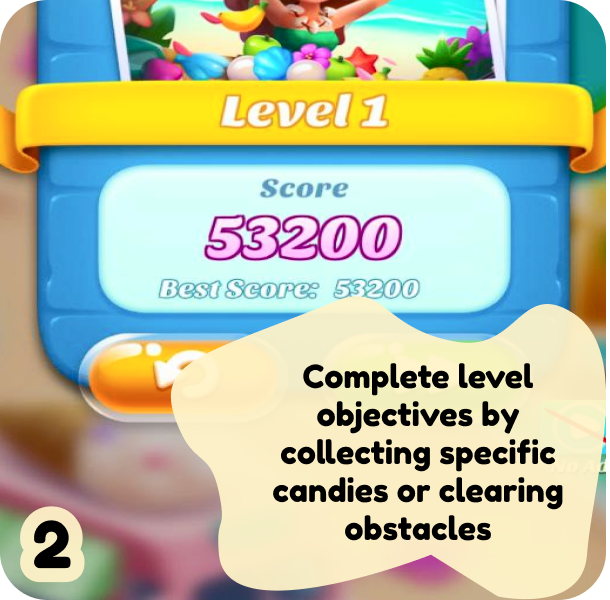 Level 1
Score
53200
Best Score: 53200
Complete level
objectives by
collecting specific
candies or clearing
obstacles
2